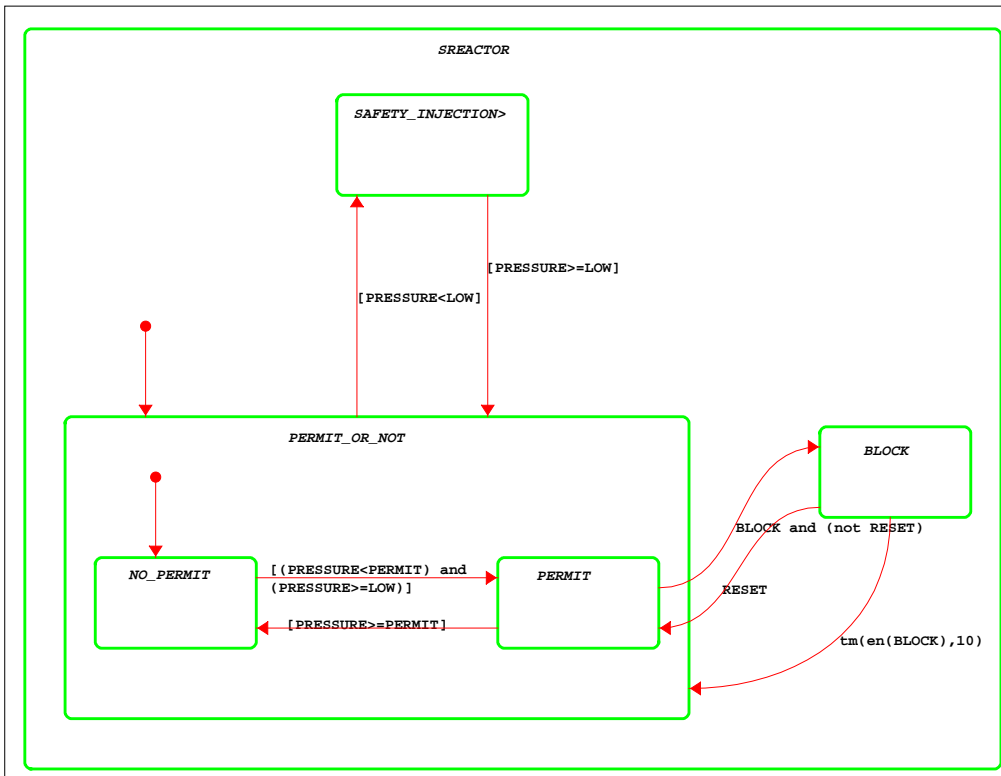 SREACTOR
SAFETY_INJECTION>
[PRESSURE>=LOW]
[PRESSURE<LOW]
PERMIT_OR_NOT
BLOCK
BLOCK and (not RESET)
NO_PERMIT
[(PRESSURE<PERMIT) and
(PRESSURE>=LOW)]
PERMIT
RESET
[PRESSURE>=PERMIT]
tm(en(BLOCK),10)